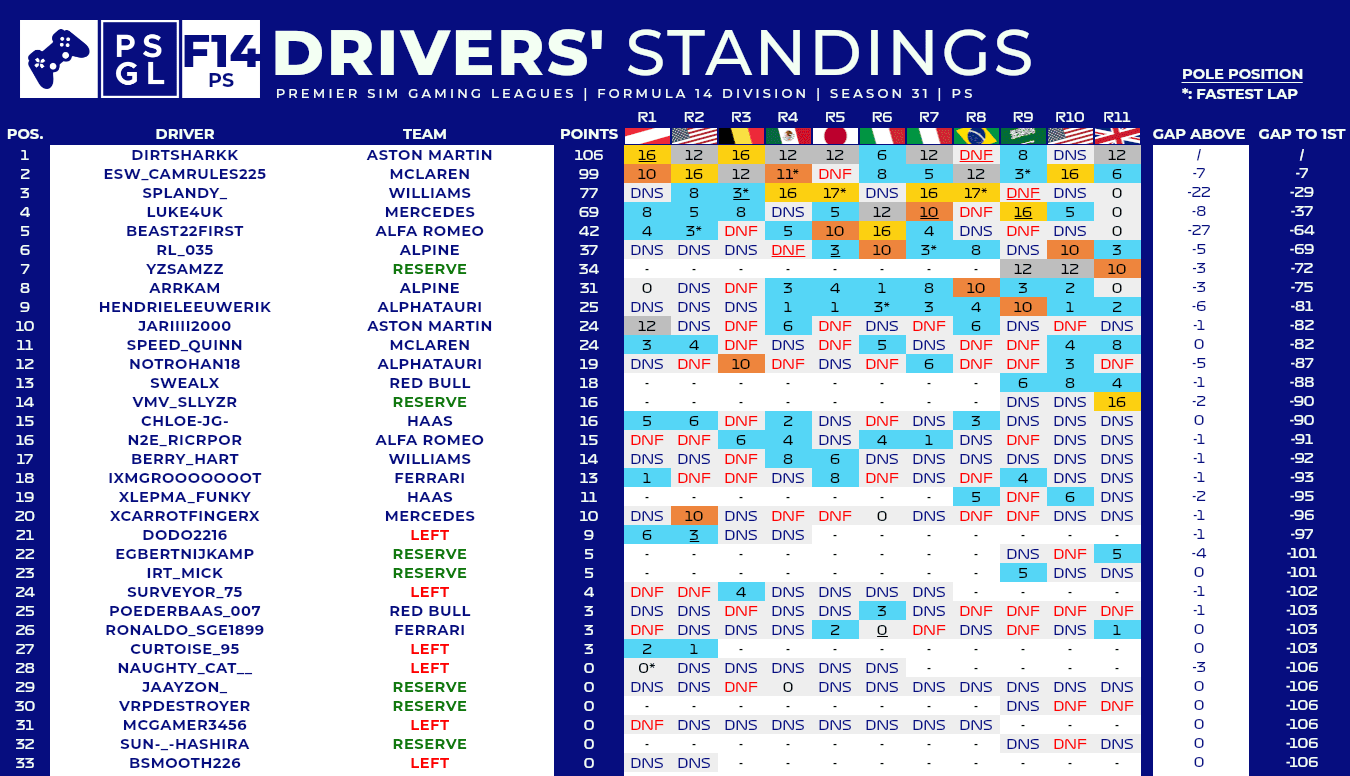 PS
GL
F14
PS
DRIVERS' STANDINGS
PREMIER SIM GAMING LEAGUES | FORMULA 14 DIVISION | SEASON 31 | PS
POLE POSITION
*: FASTEST LAP
R1 R2 R3 R4 R5 R6 R7 R8 R9 R10 R11
POS. DRIVER TEAM POINTS GAP ABOVE GAP TO 1ST
1 DIRTSHARKK ASTON MARTIN 106 16 12 16 12 12 6 12 DNF 8 DNS 12 / /
2 ESW_CAMRULES225 MCLAREN 99 10 16 12 11* DNF 8 5 12 3* 16 6 -7 -7
3 SPLANDY_ WILLIAMS 77 DNS 8 3* 16 17* DNS 16 17* DNF DNS 0 -22 -29
4 LUKE4UK MERCEDES 69 8 5 8 DNS 5 12 10 DNF 16 5 0 -8 -37
5 BEAST22FIRST ALFA ROMEO 42 4 3* DNF 5 10 16 4 DNS DNF DNS 0 -27 -64
6 RL_035 ALPINE 37 DNS DNS DNS DNF 3 10 3* 8 DNS 10 3 -5 -69
7 YZSAMZZ RESERVE 34 - - - - - - - - 12 12 10 -3 -72
8 ARRKAM ALPINE 31 0 DNS DNF 3 4 1 8 10 3 2 0 -3 -75
9 HENDRIELEEUWERIK ALPHATAURI 25 DNS DNS DNS 1 1 3* 3 4 10 1 2 -6 -81
10 JARIIII2000 ASTON MARTIN 24 12 DNS DNF 6 DNF DNS DNF 6 DNS DNF DNS -1 -82
11 SPEED_QUINN MCLAREN 24 3 4 DNF DNS DNF 5 DNS DNF DNS 4 8 0 -82
12 NOTROHAN18 ALPHATAURI 19 DNS DNF 10 DNF DNS DNF 6 DNF DNF 3 DNF -5 -87
13 SWEALX RED BULL 18 - - - - - - - - 6 8 4 -1 -88
14 VMV_SLLYZR RESERVE 16 - - - - - - - - DNS DNS 16 -2 -90
15 CHLOE-JG- HAAS 16 5 6 DNF 2 DNS DNF DNS 3 DNS DNS DNS 0 -90
16 N2E_RICRPOR ALFA ROMEO 15 DNF DNF 6 4 DNS 4 1 DNS DNF DNS DNS -1 -91
17 BERRY_HART WILLIAMS 14 DNS DNS DNF 8 6 DNS DNS DNS DNS DNS DNS -1 -92
18 IXMGROOOOOOOT FERRARI 13 1 DNF DNF DNS 8 DNF DNS DNF 4 DNS DNS -1 -93
19 XLEPMA_FUNKY HAAS 11 - - - - - - - 5 DNF 6 DNS -2 -95
20 XCARROTFINGERX MERCEDES 10 DNS 10 DNS DNF DNF 0 DNS DNF DNF DNS DNS -1 -96
21 DODO2216 LEFT 9 6 3 DNS DNS - - - - - - - -1 -97
22 EGBERTNIJKAMP RESERVE 5 - - - - - - - - DNS DNF 5 -4 -101
23 IRT_MICK RESERVE 5 - - - - - - - - 5 DNS DNS 0 -101
24 SURVEYOR_75 LEFT 4 DNF DNF 4 DNS DNS DNS DNS - - - - -1 -102
25 POEDERBAAS_007 RED BULL 3 DNS DNS DNF DNS DNS 3 DNS DNF DNF DNF DNF -1 -103
26 RONALDO_SGE1899 FERRARI 3 DNF DNS DNS DNS 2 0 DNF DNS DNF DNS 1 0 -103
27 CURTOISE_95 LEFT 3 2 1 - - - - - - - - - 0 -103
28 NAUGHTY_CAT__ LEFT 0 0* DNS DNS DNS DNS DNS - - - - - -3 -106
29 JAAYZON_ RESERVE 0 DNS DNS DNF 0 DNS DNS DNS DNS DNS DNS DNS 0 -106
30 VRPDESTROYER RESERVE 0 - - - - - - - - DNS DNF DNF 0 -106
31 MCGAMER3456 LEFT 0 DNF DNS DNS DNS DNS DNS DNS DNS - - - 0 -106
32 SUN-_-HASHIRA RESERVE 0 - - - - - - - - DNS DNF DNS 0 -106
33 BSMOOTH226 LEFT 0 DNS DNS - - - - - - - - - 0 -106